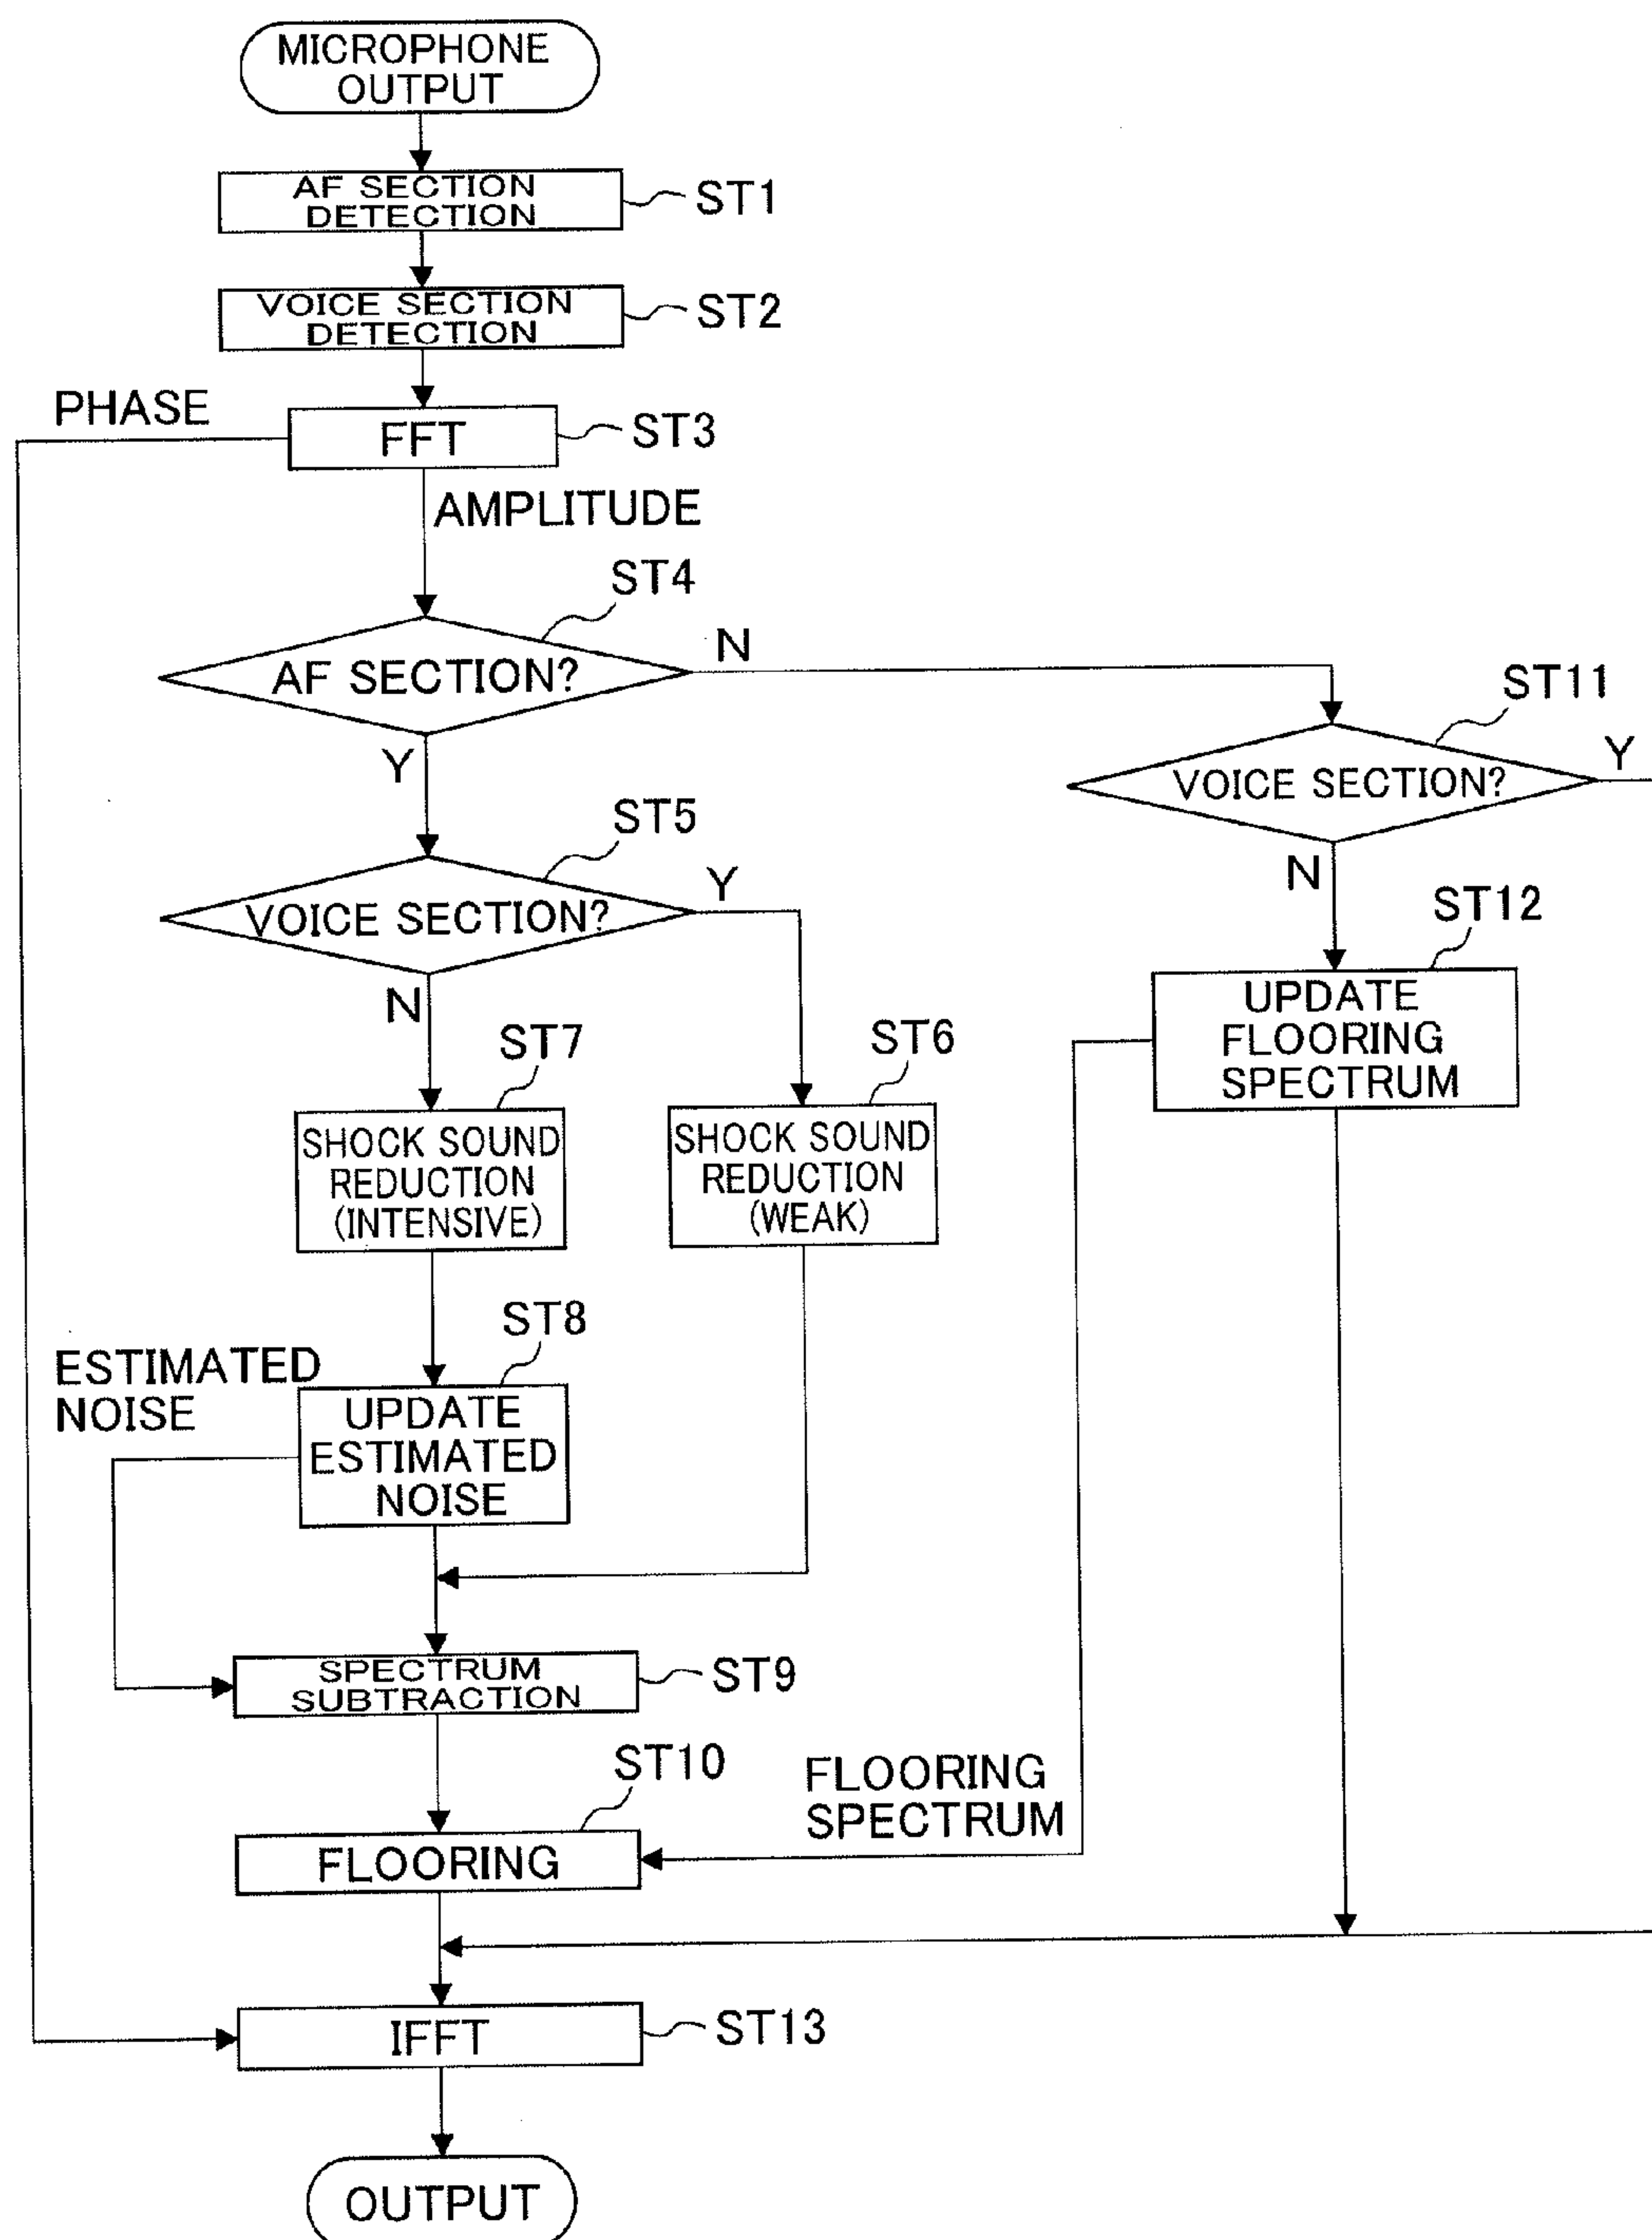 MICROPHONE
OUTPUT
AF SECTION
DETECTION
ST1
VOICE SECTION
DETECTION
ST2
PHASE
FFT
ST3
AMPLITUDE
ST4
AF SECTION?
N
Y
ST11
VOICE SECTION?
Y
N
ST5
VOICE SECTION?
Y
N
ST12
UPDATE
FLOORING
SPECTRUM
ST7
SHOCK SOUND
REDUCTION
(INTENSIVE)
ST6
SHOCK SOUND
REDUCTION
(WEAK)
ST8
ESTIMATED
NOISE
UPDATE
ESTIMATED
NOISE
SPECTRUM
SUBTRACTION
ST9
ST10
FLOORING
FLOORING
SPECTRUM
IFFT
ST13
OUTPUT